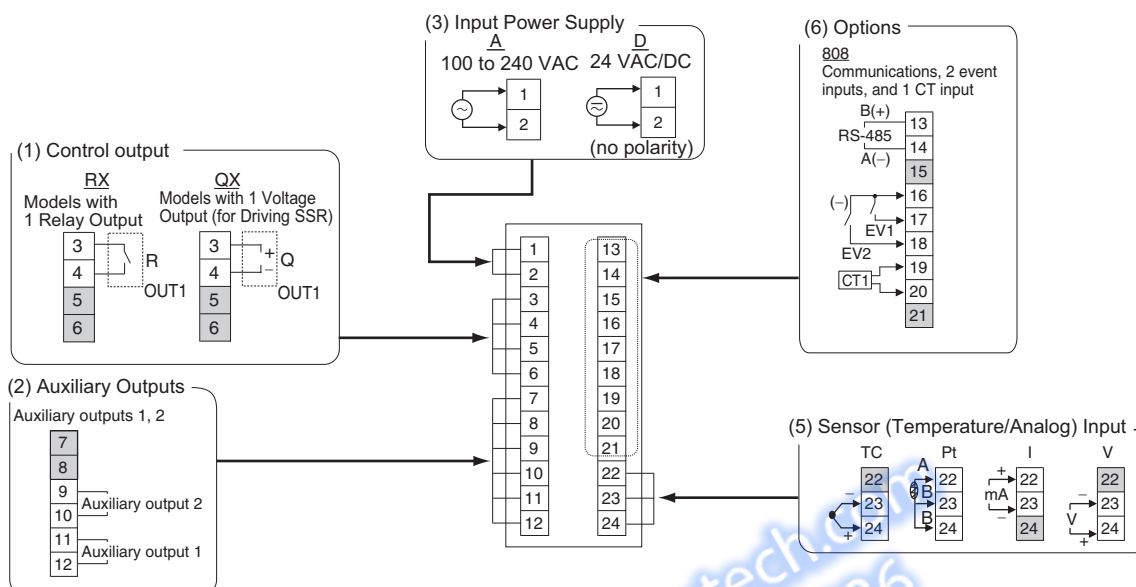 (3) Input Power Supply
A
100 to 240 VAC
1
2
D
24 VAC/DC
1
2
(no polarity)
(6) Options
808
Communications, 2 event
inputs, and 1 CT input
B(+)
RS-485
A(−)
(−)
EV1
EV2
CT1
13
14
15
16
17
18
19
20
21
(1) Control output
RX
Models with
1 Relay Output
3
4
5
6
R
OUT1
QX
Models with 1 Voltage
Output (for Driving SSR)
3
4
5
6
+
−
Q
OUT1
1
2
3
4
5
6
7
8
9
10
11
12
13
14
15
16
17
18
19
20
21
22
23
24
(2) Auxiliary Outputs
Auxiliary outputs 1, 2
7
8
9
10
11
12
Auxiliary output 2
Auxiliary output 1
(5) Sensor (Temperature/Analog) Input
TC
22
23
24
−
+
Pt
A
B
B
22
23
24
I
+
mA
−
22
23
24
V
−
V
+
22
23
24